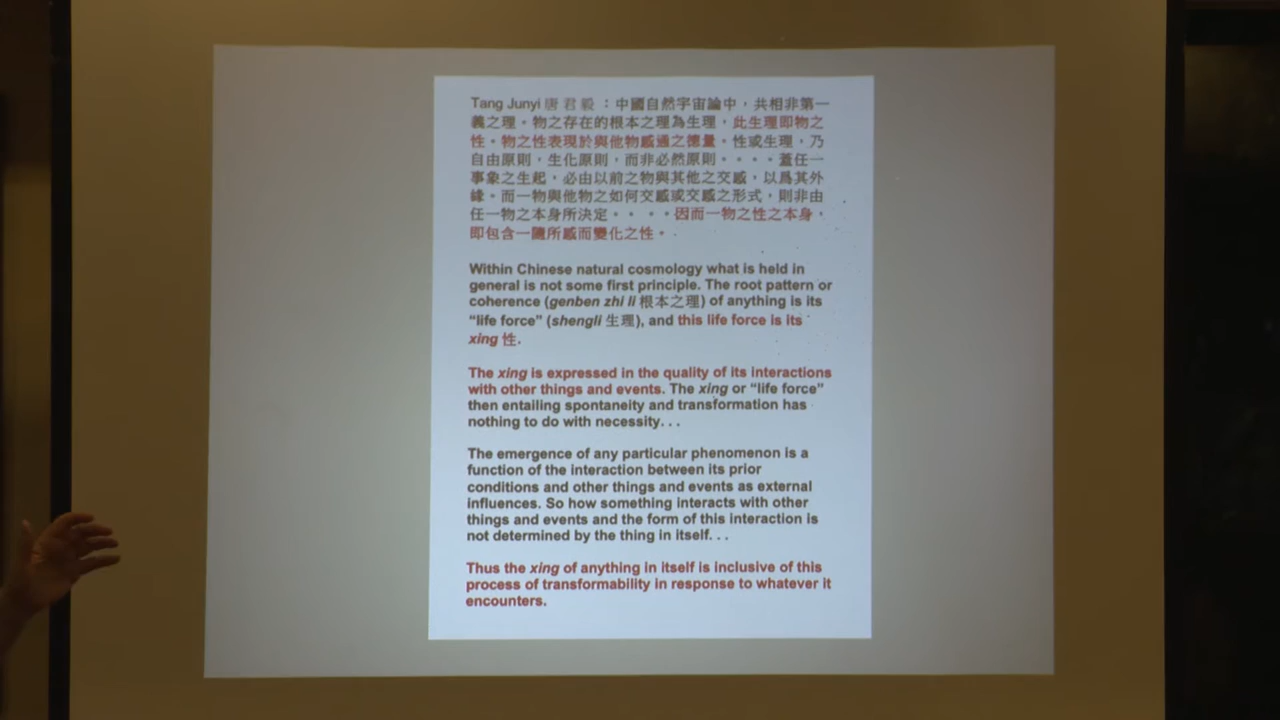 Tang Junyi 唐君毅：中國自然宇宙論中，共相非第一
義之理。物之存在的根本之理為生理，此生理即物之
性。物之性表現於與他物感通之德量。性或生理，乃
自由原則，生化原則，而非必然原則。。。。蓋任一
事象之生起，必由以前之物與其他之交感，以爲其外
緣。而一物與他物之如何交感或交感之形式，則非由
任一物之本身所決定。。。。因而一物之性之本身，
即包含一隨所感而變化之性。
Within Chinese natural cosmology what is held in
general is not some first principle. The root pattern or
coherence (genben zhi li 根本之理) of anything is its
“life force” (shengli 生理), and this life force is its
xing 性.
The xing is expressed in the quality of its interactions
with other things and events. The xing or “life force”
then entailing spontaneity and transformation has
nothing to do with necessity. . .
The emergence of any particular phenomenon is a
function of the interaction between its prior
conditions and other things and events as external
influences. So how something interacts with other
things and events and the form of this interaction is
not determined by the thing in itself. . .
Thus the xing of anything in itself is inclusive of this
process of transformability in response to whatever it
encounters.